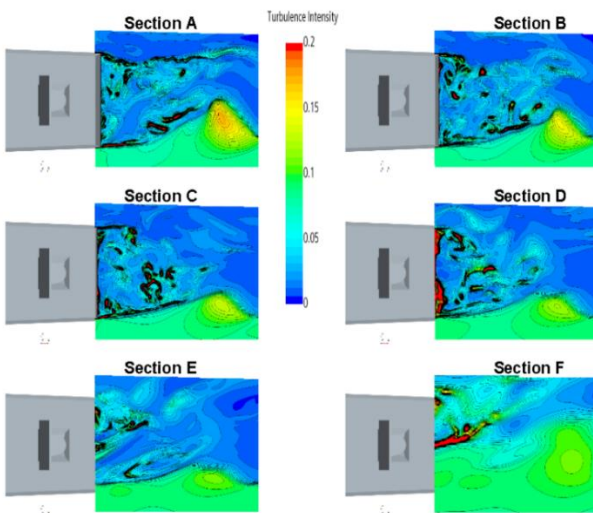 Section A
Turbulence Intensity
Section B
0.2
0.15
0.1
0.05
0
Section C
Section D
Section E
Section F